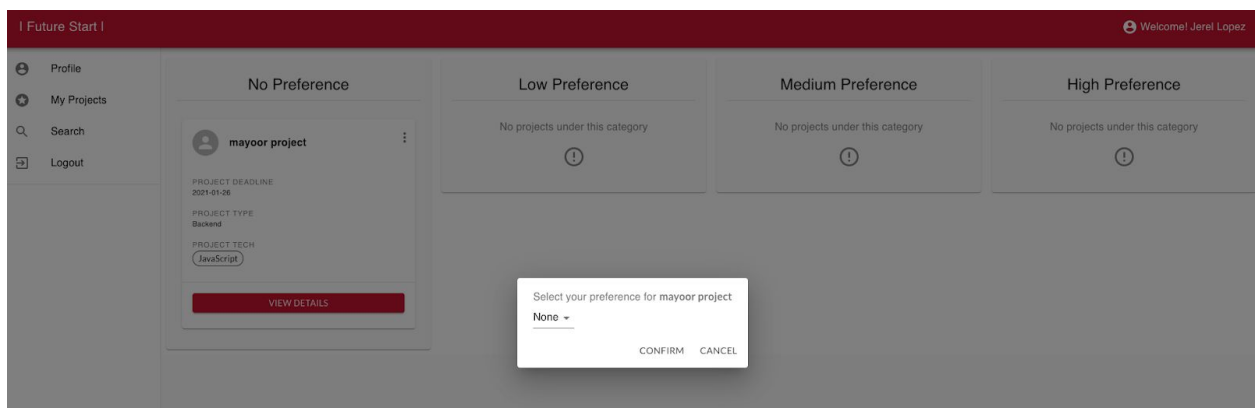 I Future Start I
Welcome! Jerel Lopez
Profile
My Projects
Search
Logout
No Preference
mayoor project
PROJECT DEADLINE
2021-01-26
PROJECT TYPE
Backend
PROJECT TECH
JavaScript
VIEW DETAILS
Low Preference
No projects under this category
Medium Preference
No projects under this category
High Preference
No projects under this category
Select your preference for mayoor project
None
CONFIRM CANCEL